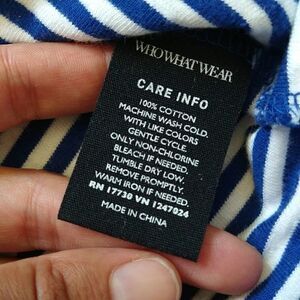 WHO WHAT WEAR
CARE INFO
100% COTTON
MACHINE WASH COLD.
WITH LIKE COLORS
GENTLE CYCLE.
ONLY NON-CHLORINE
BLEACH IF NEEDED.
TUMBLE DRY LOW.
REMOVE PROMPTLY.
WARM IRON IF NEEDED.
RN 17730 VN 1247024
MADE IN CHINA